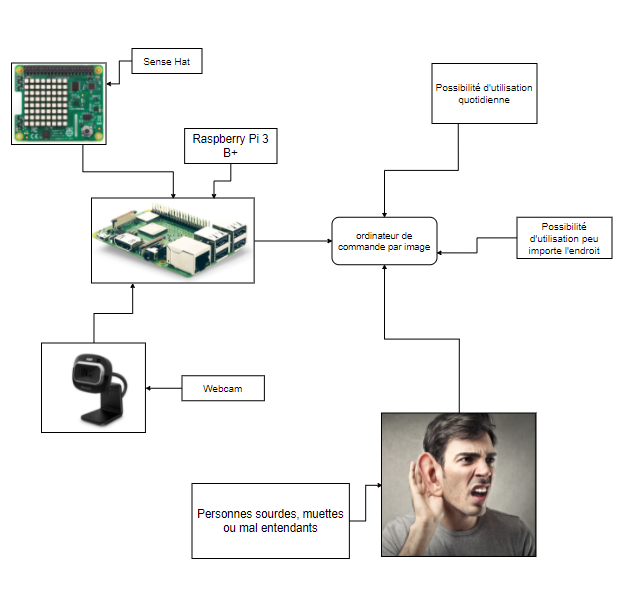 Sense Hat
Possibilité d'utilisation
quotidienne
Raspberry Pi 3
B+
ordinateur de
commande par image
Possibilité
d'utilisation peu
importe l'endroit
Webcam
Personnes sourdes, muettes
ou mal entendants